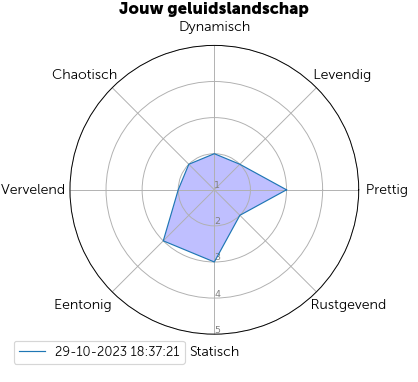 Jouw geluidslandschap
Dynamisch
Chaotisch
Levendig
Vervelend
Prettig
1
2
3
4
5
Eentonig
Rustgevend
29-10-2023 18:37:21
Statisch